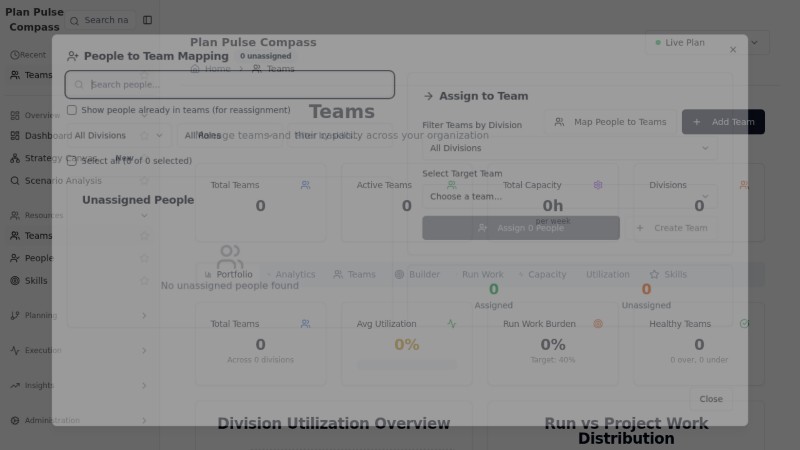 Plan Pulse Compass
Search na
Recent
Teams
Overview
Dashboard
Strategy Canvas New
Scenario Analysis
Resources
Teams
People
Skills
Planning
Execution
Insights
Administration
Plan Pulse Compass
Live Plan
Home > Teams
Teams
Manage teams and their capacity across your organization
Map People to Teams
Add Team
Total Teams
0
Active Teams
0
Total Capacity
0h
per week
Divisions
0
Portfolio
Analytics
Teams
Builder
Run Work
Capacity
Utilization
Skills
Total Teams
0
Across 0 divisions
Avg Utilization
0%
Run Work Burden
0%
Target: 40%
Healthy Teams
0
0 over, 0 under
Division Utilization Overview
Run vs Project Work Distribution
People to Team Mapping
0 unassigned
Search people...
Show people already in teams (for reassignment)
All Divisions
All Roles
Select all (0 of 0 selected)
Unassigned People
No unassigned people found
Assign to Team
Filter Teams by Division
All Divisions
Select Target Team
Choose a team...
Assign 0 People
Create Team
0
Assigned
0
Unassigned
Close